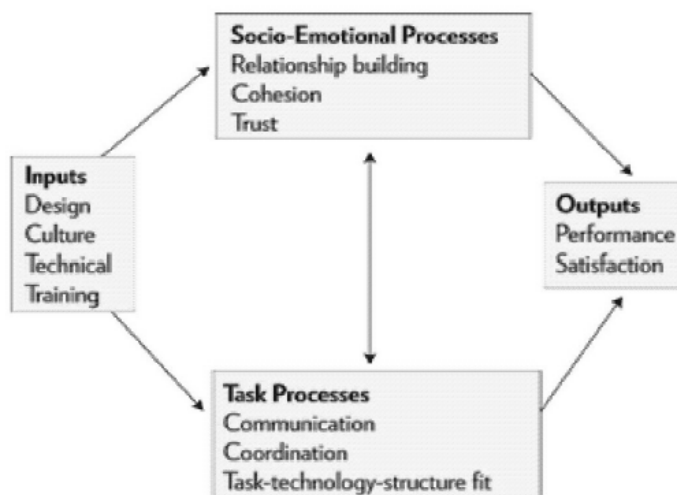 Socio-Emotional Processes
Relationship building
Cohesion
Trust
Inputs
Design
Culture
Technical
Training
Outputs
Performance
Satisfaction
Task Processes
Communication
Coordination
Task-technology-structure fit